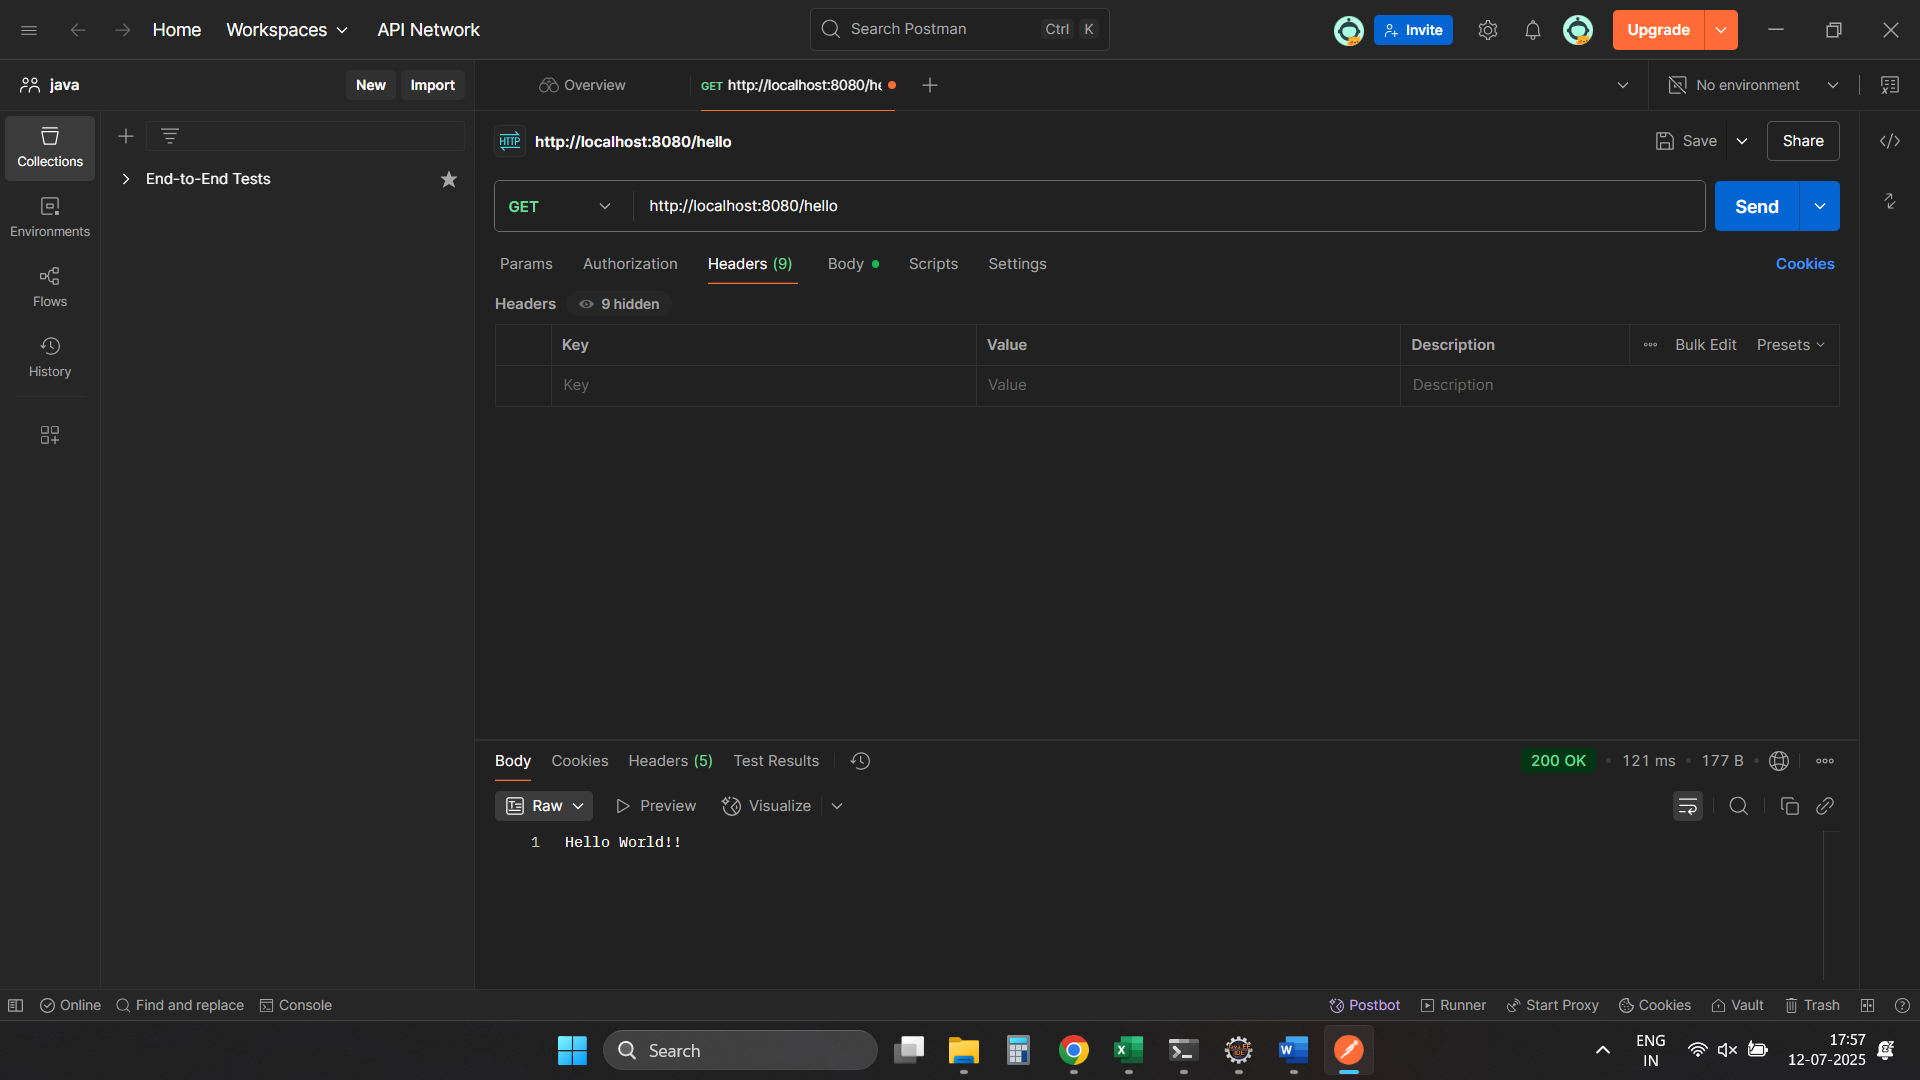 Home Workspaces API Network
Search Postman Ctrl K
Invite Upgrade
java New Import
Overview GET http://localhost:8080/he No environment
HTTP http://localhost:8080/hello Save Share
Collections
End-to-End Tests
GET http://localhost:8080/hello Send
Environments
Params Authorization Headers (9) Body Scripts Settings Cookies
Flows
Headers 9 hidden
Key Value Description Bulk Edit Presets
History
Key Value Description
Body Cookies Headers (5) Test Results 200 OK 121 ms 177 B
Raw Preview Visualize
1 Hello World!!
Online Find and replace Console Postbot Runner Start Proxy Cookies Vault Trash
Search
ENG
IN
17:57
12-07-2025